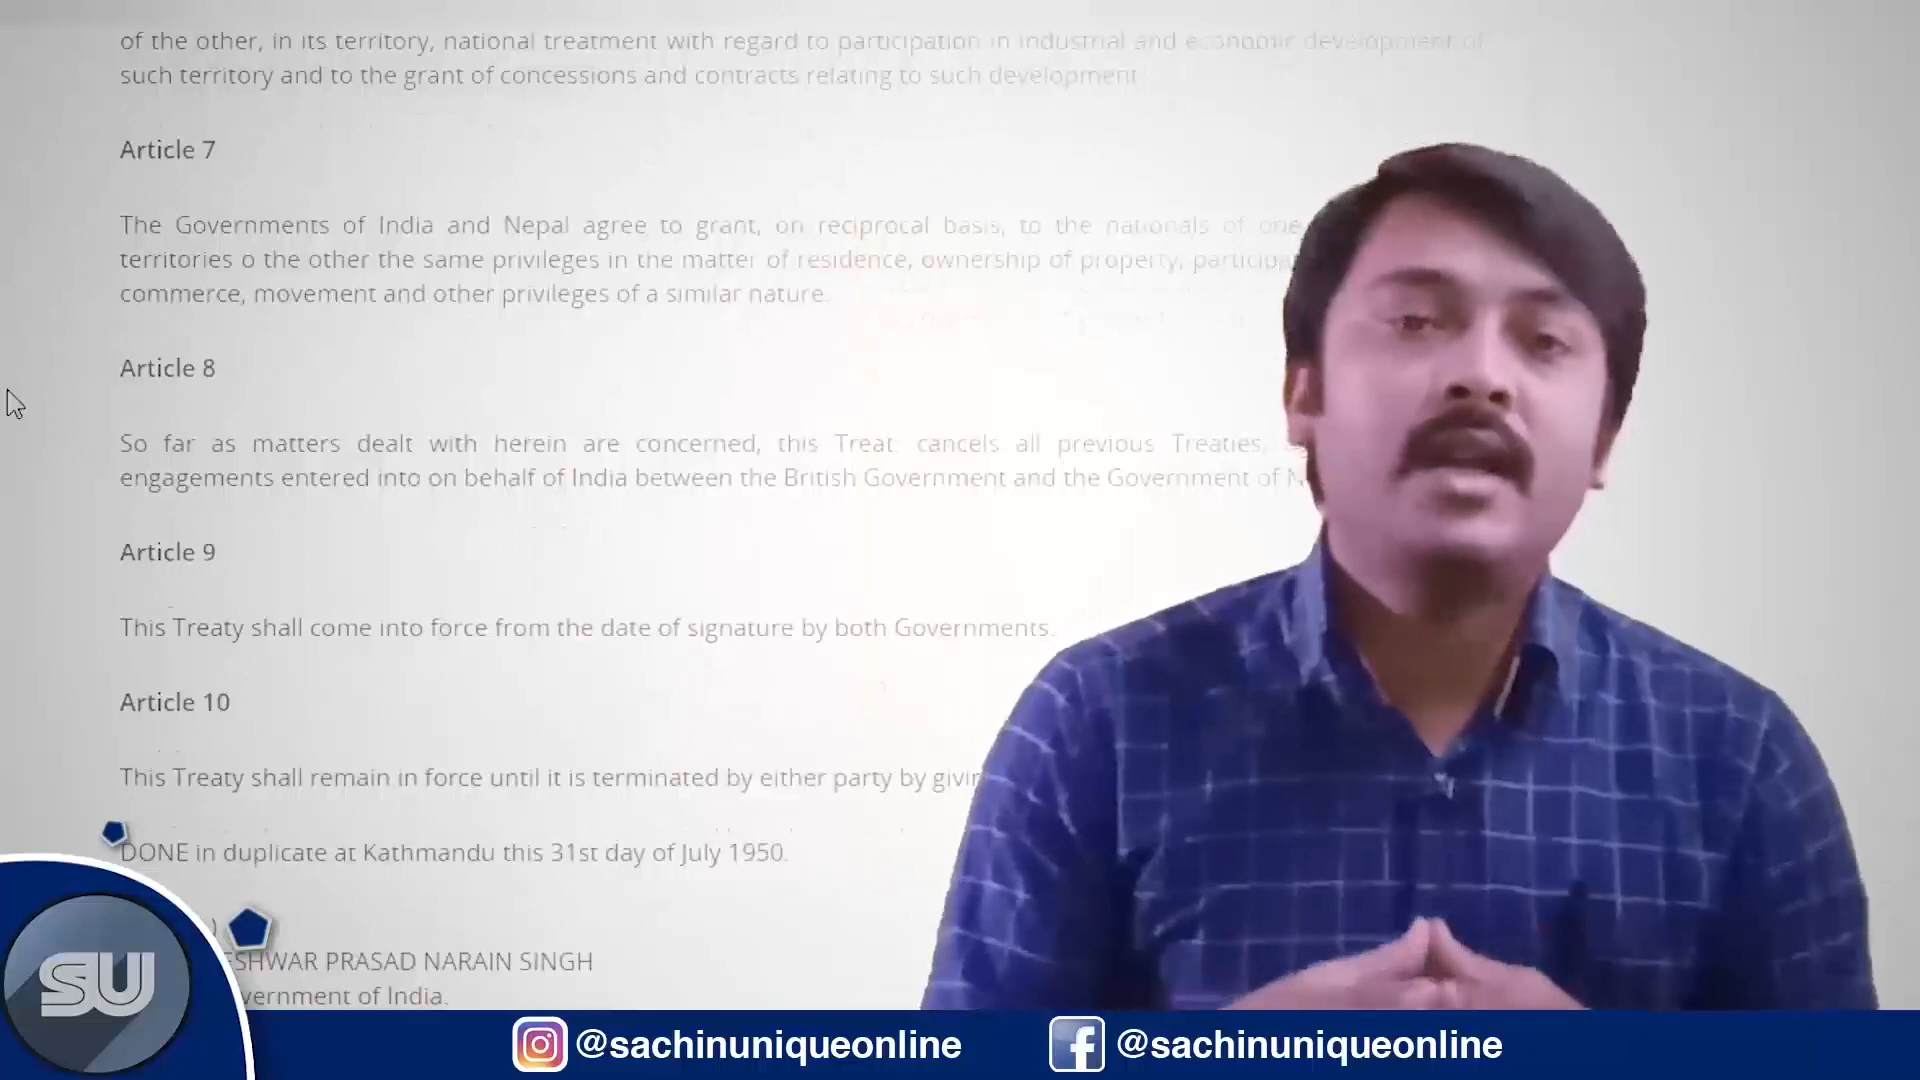 of the other, in its territory, national treatment with regard to participation in industrial and economic development of
such territory and to the grant of concessions and contracts relating to such development
Article 7
The Governments of India and Nepal agree to grant, on reciprocal basis, to the nationals of one
territories o the other the same privileges in the matter of residence, ownership of property,
commerce, movement and other privileges of a similar nature.
Article 8
So far as matters dealt with herein are concerned, this Treat cancels all previous Treaties,
engagements entered into on behalf of India between the British Government and the Government of
Article 9
This Treaty shall come into force from the date of signature by both Governments.
Article 10
This Treaty shall remain in force until it is terminated by either party by
DONE in duplicate at Kathmandu this 31st day of July 1950.
ESHWAR PRASAD NARAIN SINGH
vernment of India.
SU
@sachinuniqueonline
@sachinuniqueonline